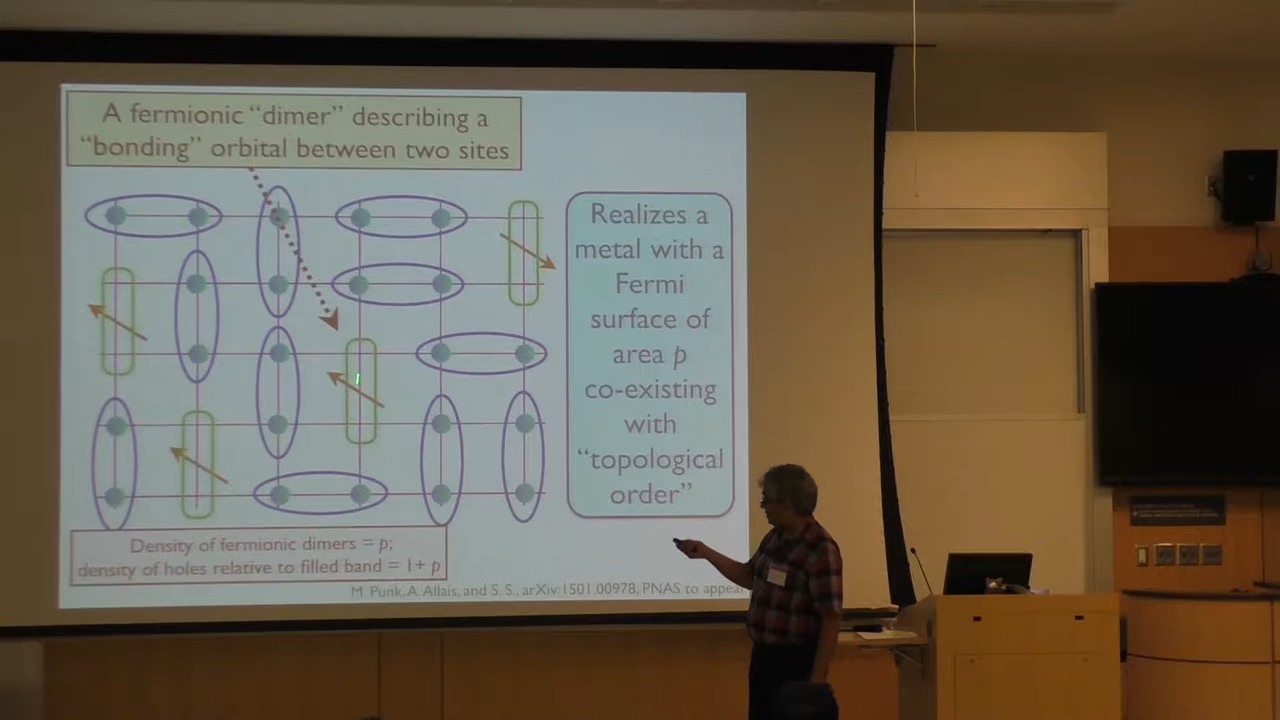 A fermionic “dimer” describing a
“bonding” orbital between two sites
Realizes a
metal with a
Fermi
surface of
area p
co-existing
with
“topological
order”
Density of fermionic dimers = p;
density of holes relative to filled band = 1+ p
M. Punk, A. Allais, and S. S., arXiv:1501.00978, PNAS to appear